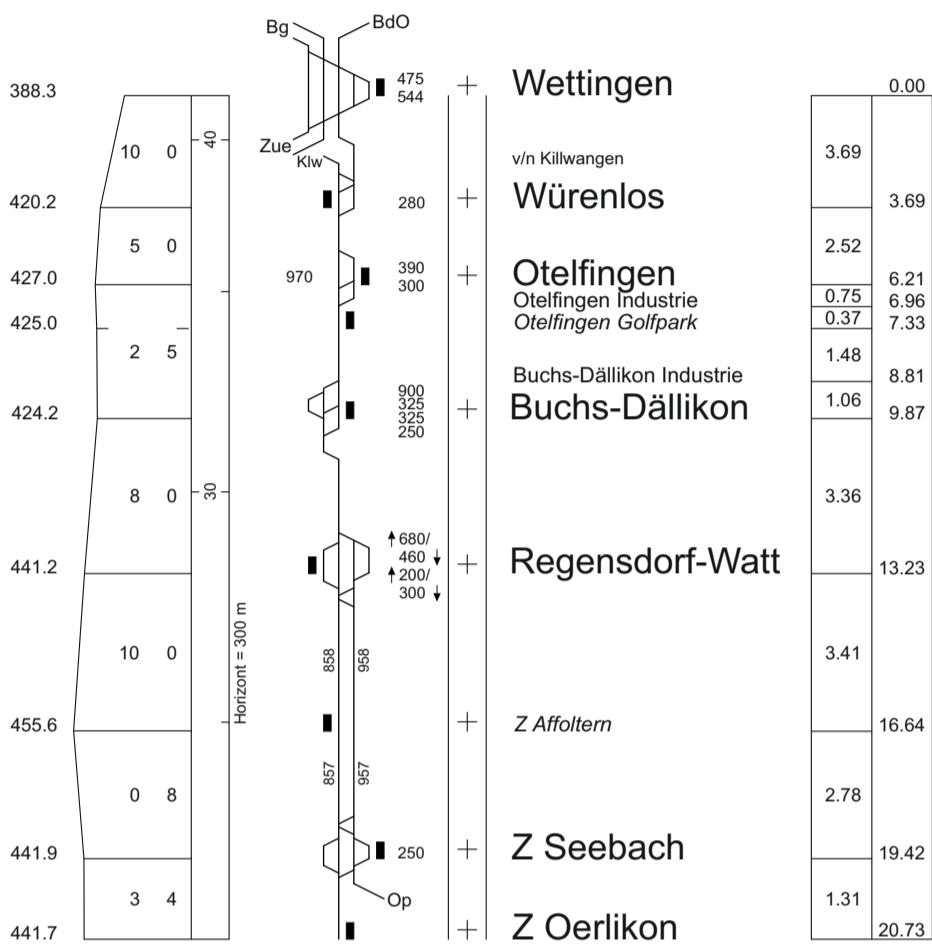 Bg BdO
388.3 475 Wettingen 0.00
544
Zue
10 0 40 Klw v/n Killwangen 3.69
420.2 280 Würenlos 3.69
5 0 2.52
427.0 970 390 Otelfingen 6.21
300
Otelfingen Industrie 0.75 6.96
425.0 Otelfingen Golfpark 0.37 7.33
2 5 1.48
Buchs-Dällikon Industrie 8.81
900
424.2 325 Buchs-Dällikon 1.06 9.87
325
250
8 0 30 3.36
680/
441.2 460 Regensdorf-Watt 13.23
200/
300
Horizont = 300 m
10 0 858 958 3.41
455.6 Z Affoltern 16.64
0 8 857 957 2.78
441.9 250 Z Seebach 19.42
3 4 Op 1.31
441.7 Z Oerlikon 20.73